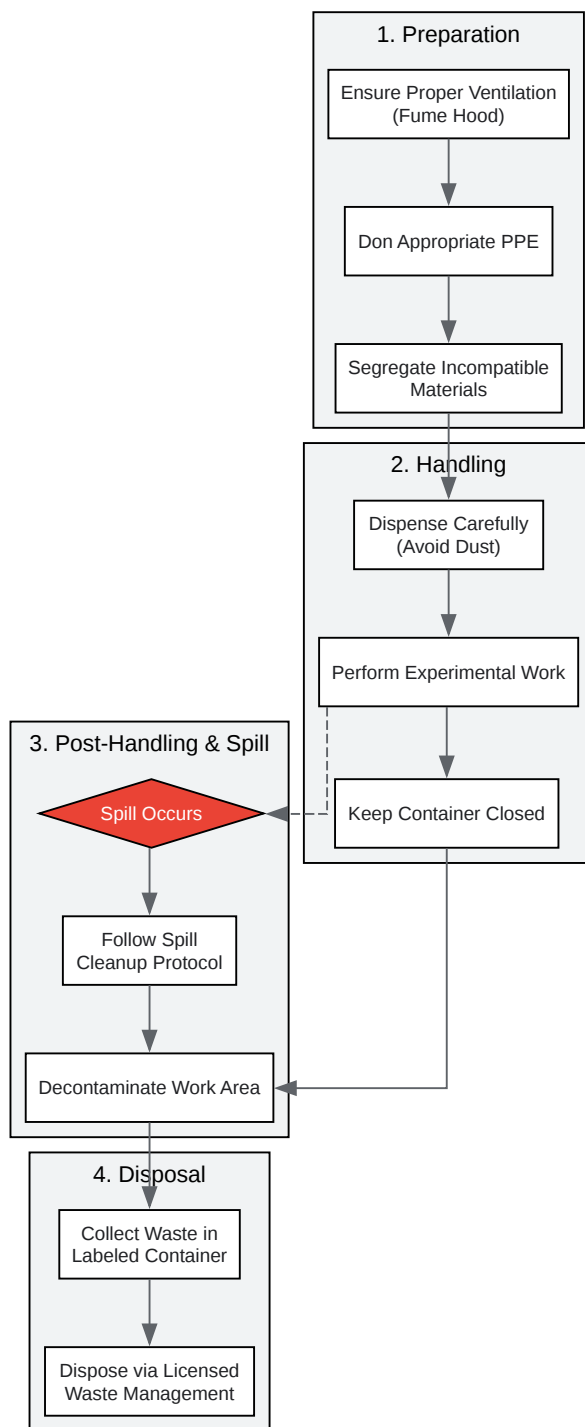 1. Preparation
Ensure Proper Ventilation
(Fume Hood)
Don Appropriate PPE
Segregate Incompatible
Materials
2. Handling
Dispense Carefully
(Avoid Dust)
Perform Experimental Work
Keep Container Closed
3. Post-Handling & Spill
Spill Occurs
Follow Spill
Cleanup Protocol
Decontaminate Work Area
4. Disposal
Collect Waste in
Labeled Container
Dispose via Licensed
Waste Management